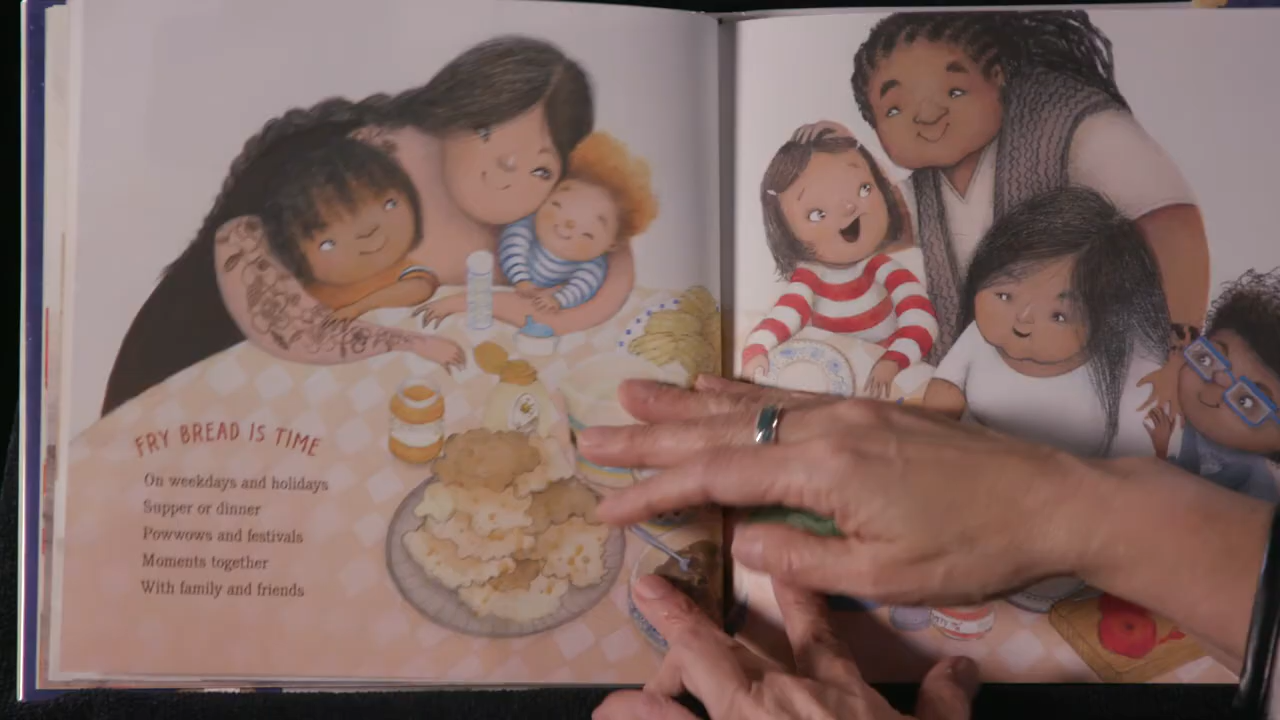 FRY BREAD IS TIME
On weekdays and holidays
Supper or dinner
Powwows and festivals
Moments together
With family and friends